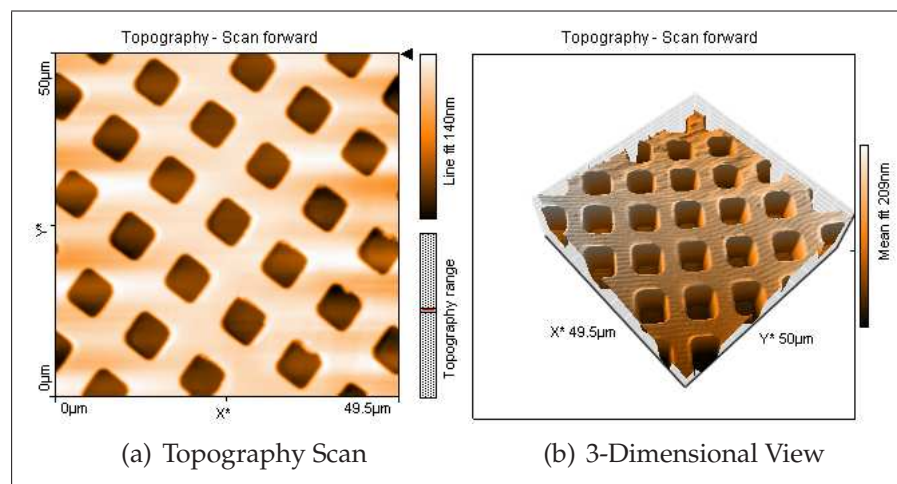 Topography - Scan forward
50µm
Y*
0µm
0µm
X*
49.5µm
Line fit 140nm
Topography range
(a) Topography Scan
Topography - Scan forward
X* 49.5µm
Y* 50µm
Mean fit 209nm
(b) 3-Dimensional View